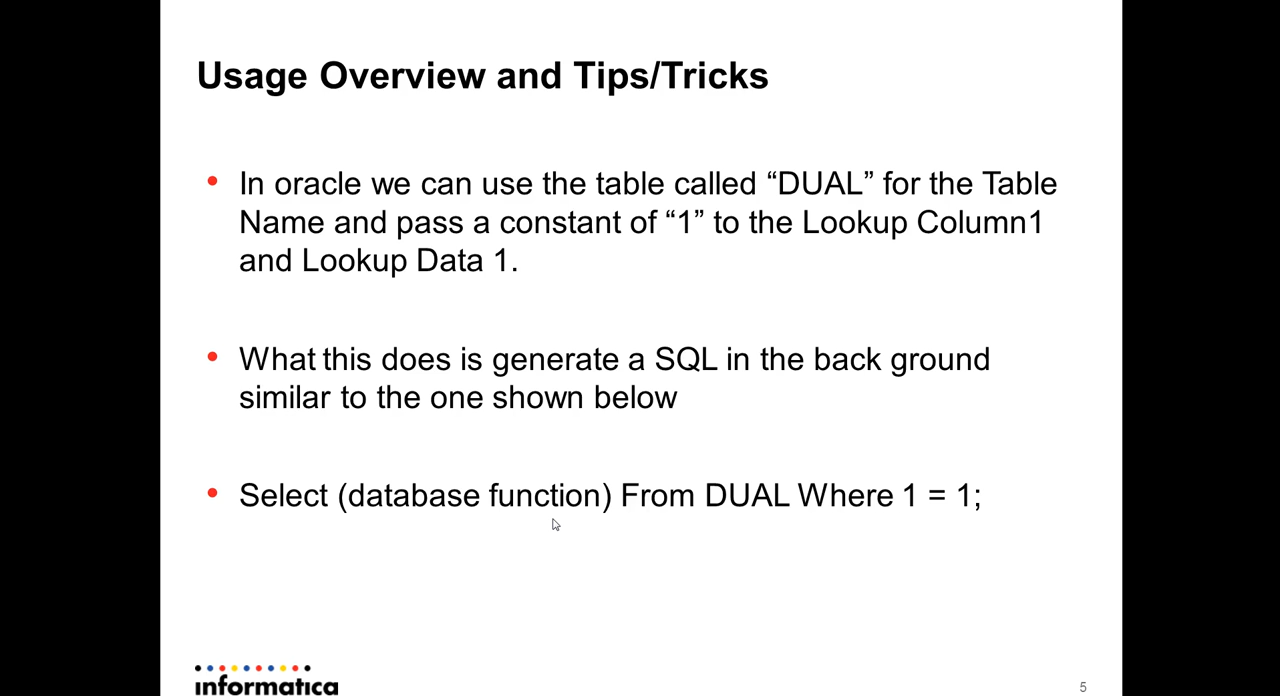 Usage Overview and Tips/Tricks
• In oracle we can use the table called “DUAL” for the Table
Name and pass a constant of “1” to the Lookup Column1
and Lookup Data 1.
• What this does is generate a SQL in the back ground
similar to the one shown below
• Select (database function) From DUAL Where 1 = 1;
informatica
5